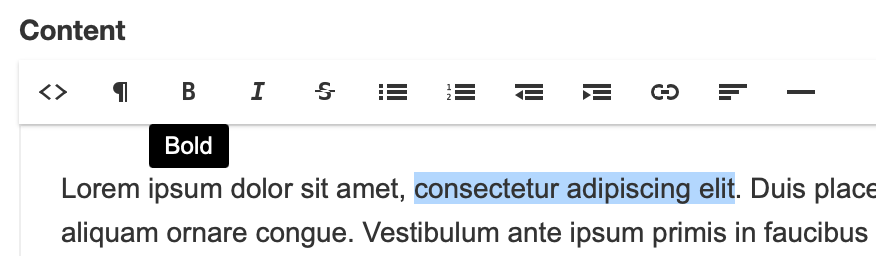 Content
<> ¶ B I S
Bold
Lorem ipsum dolor sit amet, consectetur adipiscing elit. Duis place
aliquam ornare congue. Vestibulum ante ipsum primis in faucibus